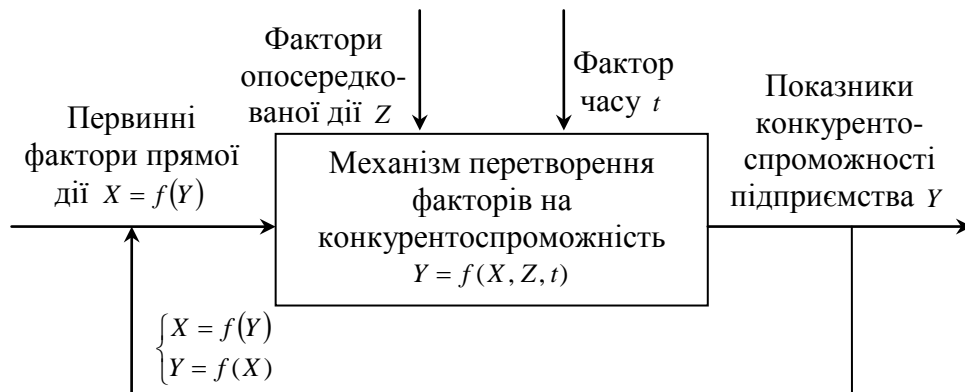 Фактори
опосередко-
ваної дії Z
Фактор
часу t
Первинні
фактори прямої
дії X = f(Y)
Механізм перетворення
факторів на
конкурентоспроможність
Y = f(X, Z, t)
Показники
конкуренто-
спроможності
підприємства Y
X = f(Y)
Y = f(X)